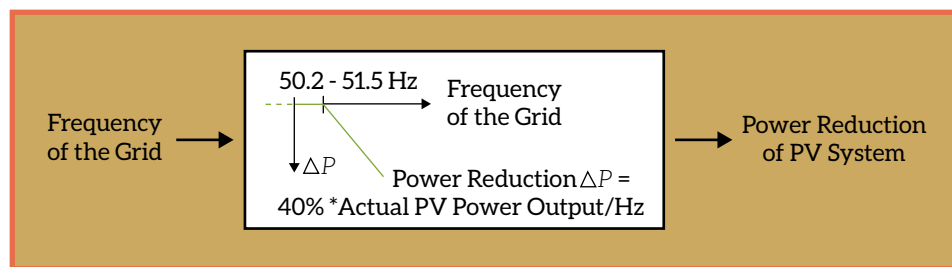 Frequency
of the Grid
50.2 - 51.5 Hz
Frequency
of the Grid
△P
Power Reduction △P =
40% *Actual PV Power Output/Hz
Power Reduction
of PV System